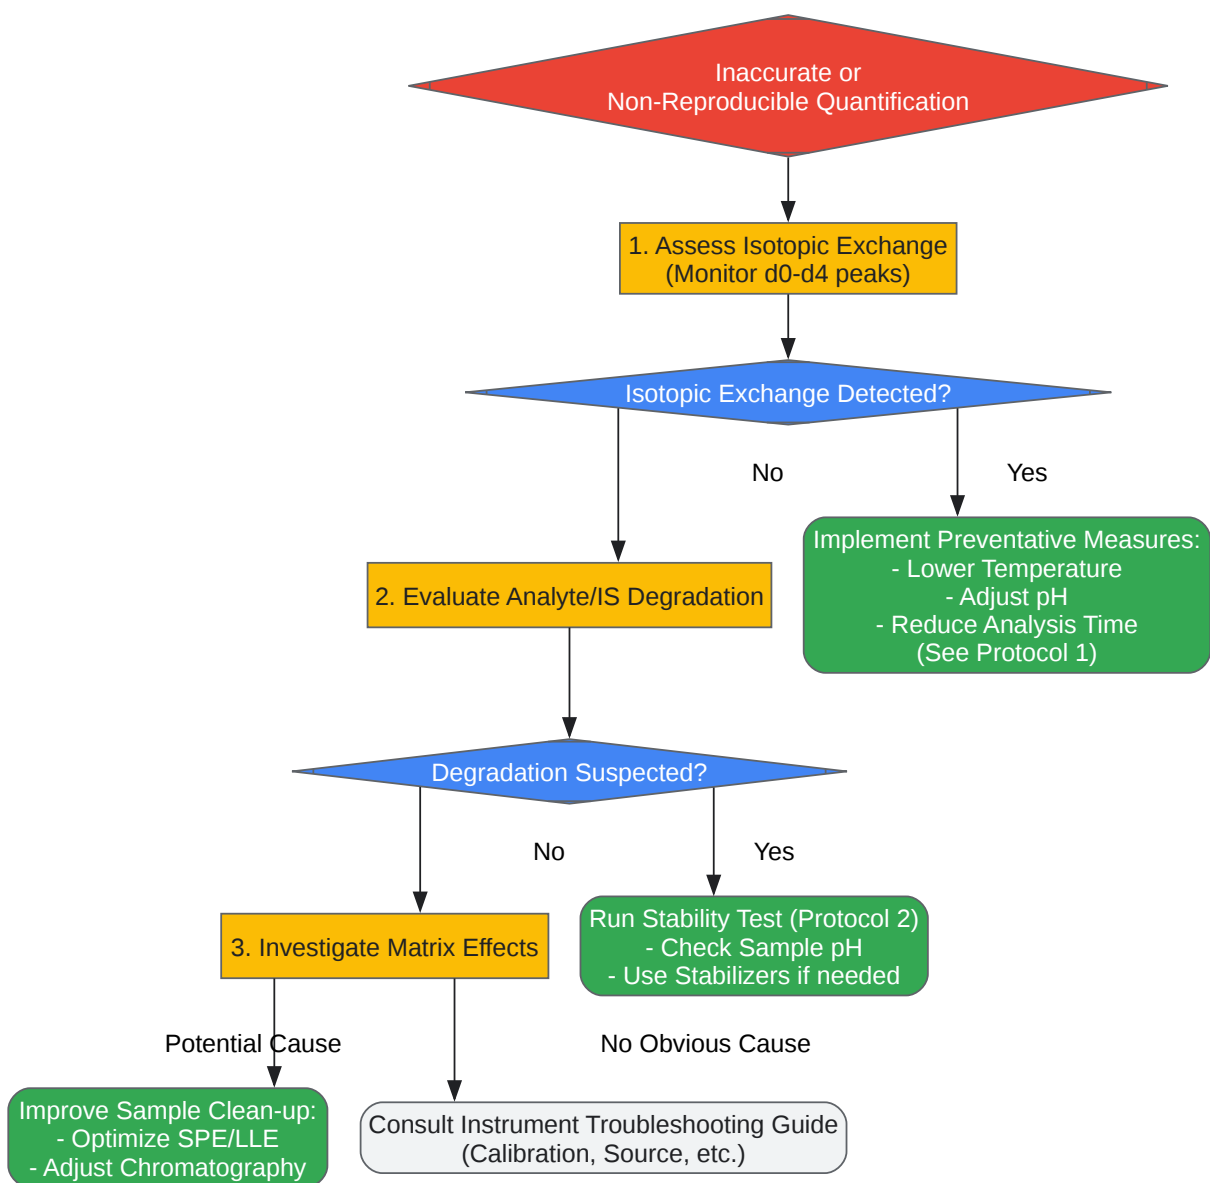 Inaccurate or
Non-Reproducible Quantification
1. Assess Isotopic Exchange
(Monitor d0-d4 peaks)
Isotopic Exchange Detected?
No
Yes
Implement Preventative Measures:
- Lower Temperature
- Adjust pH
- Reduce Analysis Time
(See Protocol 1)
2. Evaluate Analyte/IS Degradation
Degradation Suspected?
No
Yes
Run Stability Test (Protocol 2)
- Check Sample pH
- Use Stabilizers if needed
3. Investigate Matrix Effects
Potential Cause
No Obvious Cause
Improve Sample Clean-up:
- Optimize SPE/LLE
- Adjust Chromatography
Consult Instrument Troubleshooting Guide
(Calibration, Source, etc.)